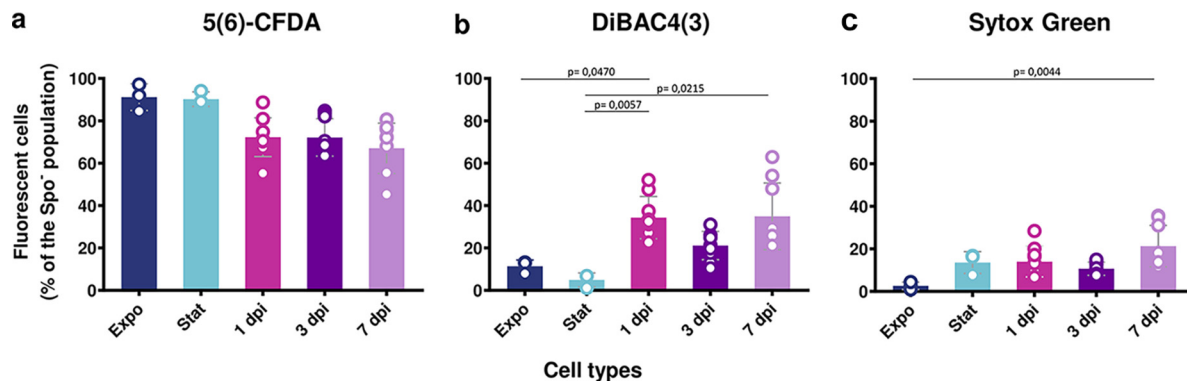 a 5(6)-CFDA
b DiBAC4(3)
c Sytox Green
Fluorescent cells
(% of the Spo⁻ population)
100
80
60
40
20
0
Expo
Stat
1 dpi
3 dpi
7 dpi
100
80
60
40
20
0
p= 0,0470
p= 0,0215
p= 0,0057
Expo
Stat
1 dpi
3 dpi
7 dpi
100
80
60
40
20
0
p= 0,0044
Expo
Stat
1 dpi
3 dpi
7 dpi
Cell types